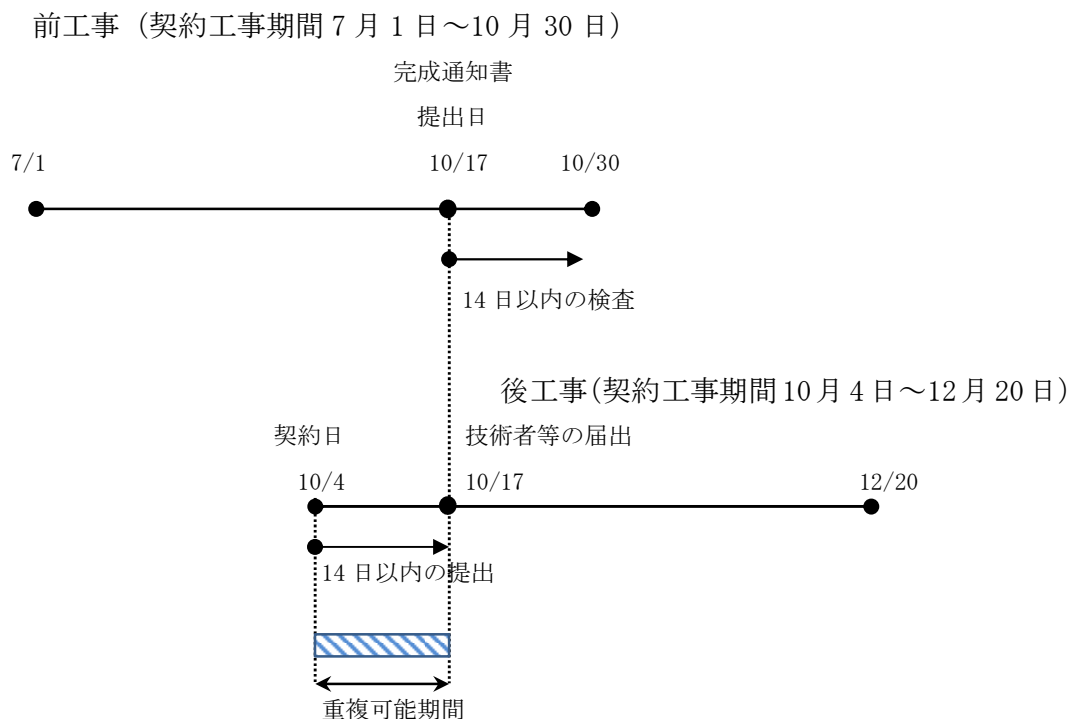 前工事（契約工事期間７月１日～10 月 30 日）
完成通知書
提出日
7/1
10/17
10/30
14 日以内の検査
後工事(契約工事期間 10 月 4 日～12 月 20 日)
契約日
技術者等の届出
10/4
10/17
12/20
14 日以内の提出
重複可能期間